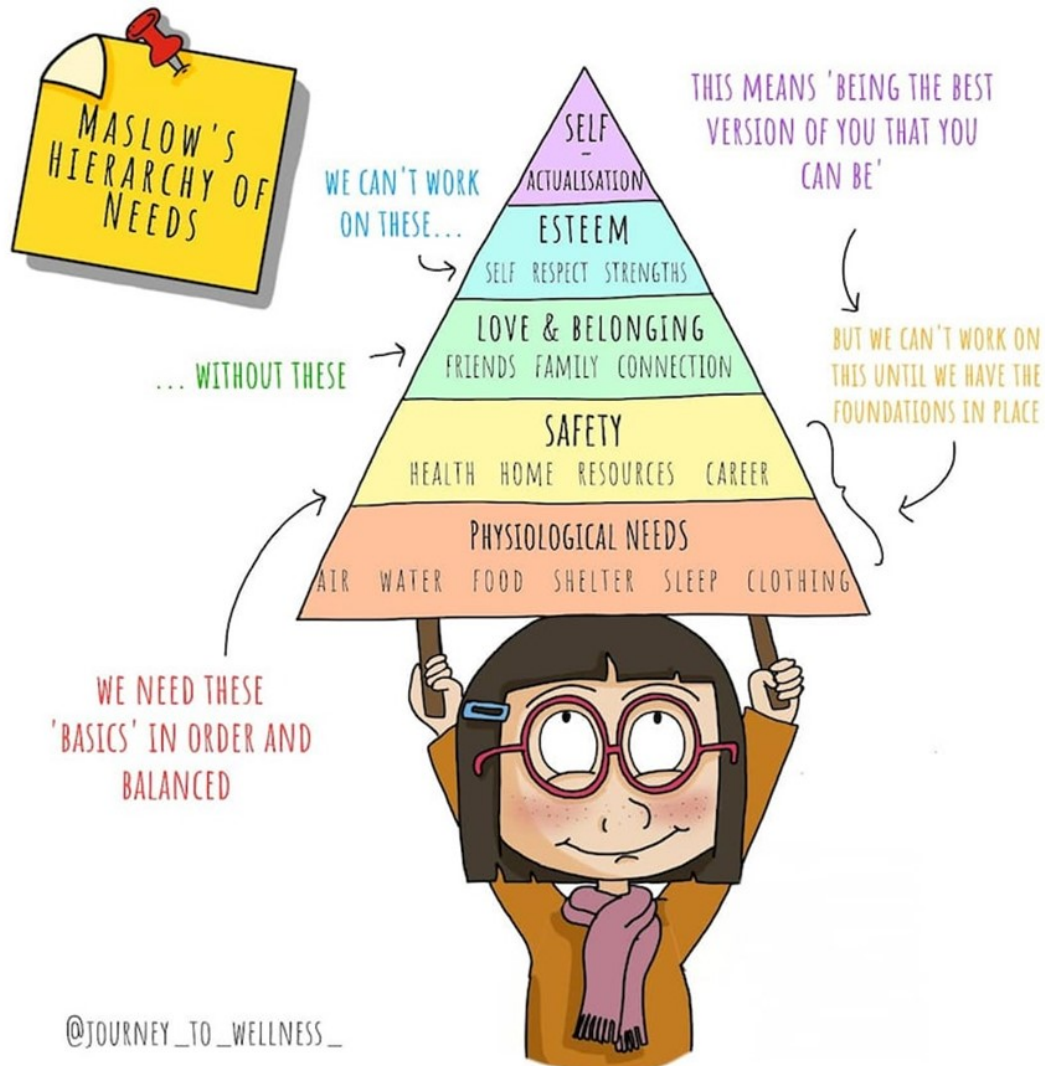 MASLOW'S
HIERARCHY OF
NEEDS
WE CAN'T WORK
ON THESE...
... WITHOUT THESE
WE NEED THESE
'BASICS' IN ORDER AND
BALANCED
SELF
-
ACTUALISATION
ESTEEM
SELF RESPECT STRENGTHS
LOVE & BELONGING
FRIENDS FAMILY CONNECTION
SAFETY
HEALTH HOME RESOURCES CAREER
PHYSIOLOGICAL NEEDS
AIR WATER FOOD SHELTER SLEEP CLOTHING
THIS MEANS 'BEING THE BEST
VERSION OF YOU THAT YOU
CAN BE'
BUT WE CAN'T WORK ON
THIS UNTIL WE HAVE THE
FOUNDATIONS IN PLACE
@JOURNEY_TO_WELLNESS_